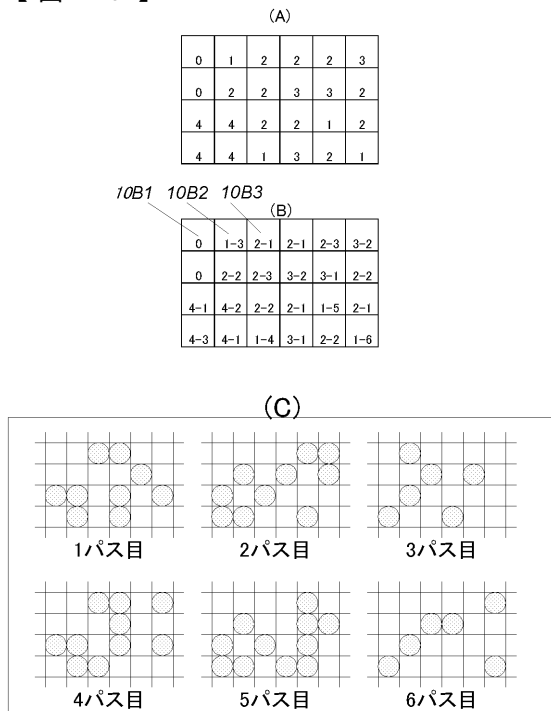 (A)
0 1 2 2 2 3
0 2 2 3 3 2
4 4 2 2 1 2
4 4 1 3 2 1
10B1 10B2 10B3
(B)
0 1-3 2-1 2-1 2-3 3-2
0 2-2 2-3 3-2 3-1 2-2
4-1 4-2 2-2 2-1 1-5 2-1
4-3 4-1 1-4 3-1 2-2 1-6
(C)
1パス目 2パス目 3パス目
4パス目 5パス目 6パス目